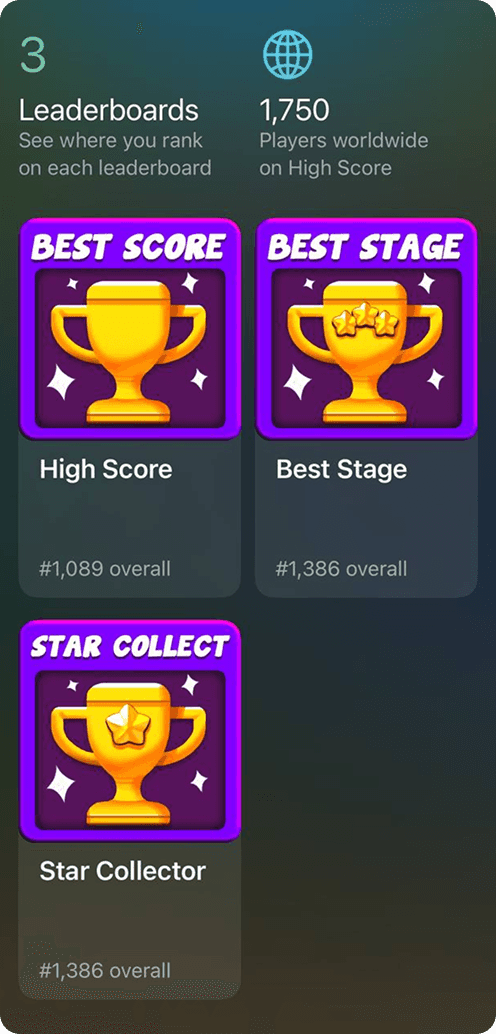 3
Leaderboards
See where you rank
on each leaderboard
1,750
Players worldwide
on High Score
BEST SCORE
High Score
#1,089 overall
BEST STAGE
Best Stage
#1,386 overall
STAR COLLECT
Star Collector
#1,386 overall